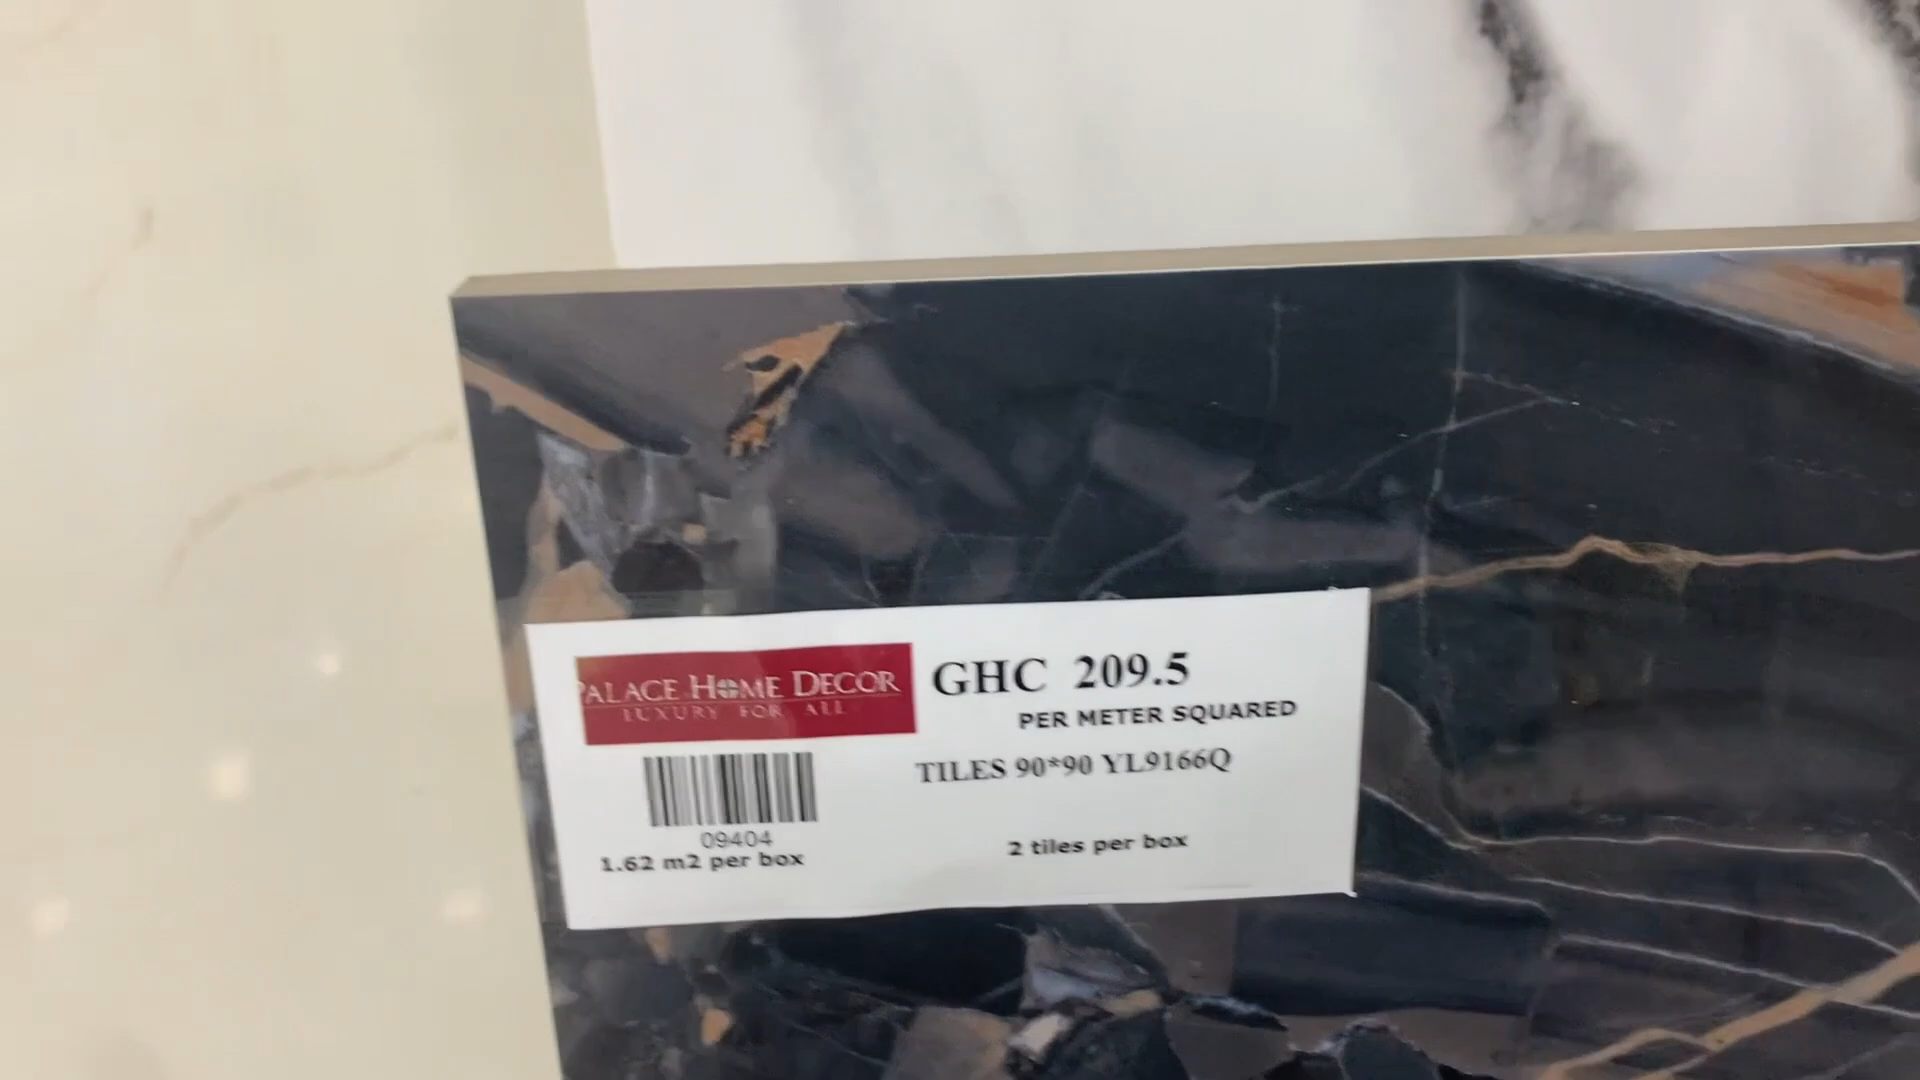 PALACE HOME DECOR
LUXURY FOR ALL
GHC 209.5
PER METER SQUARED
TILES 90*90 YL9166Q
09404
1.62 m2 per box
2 tiles per box